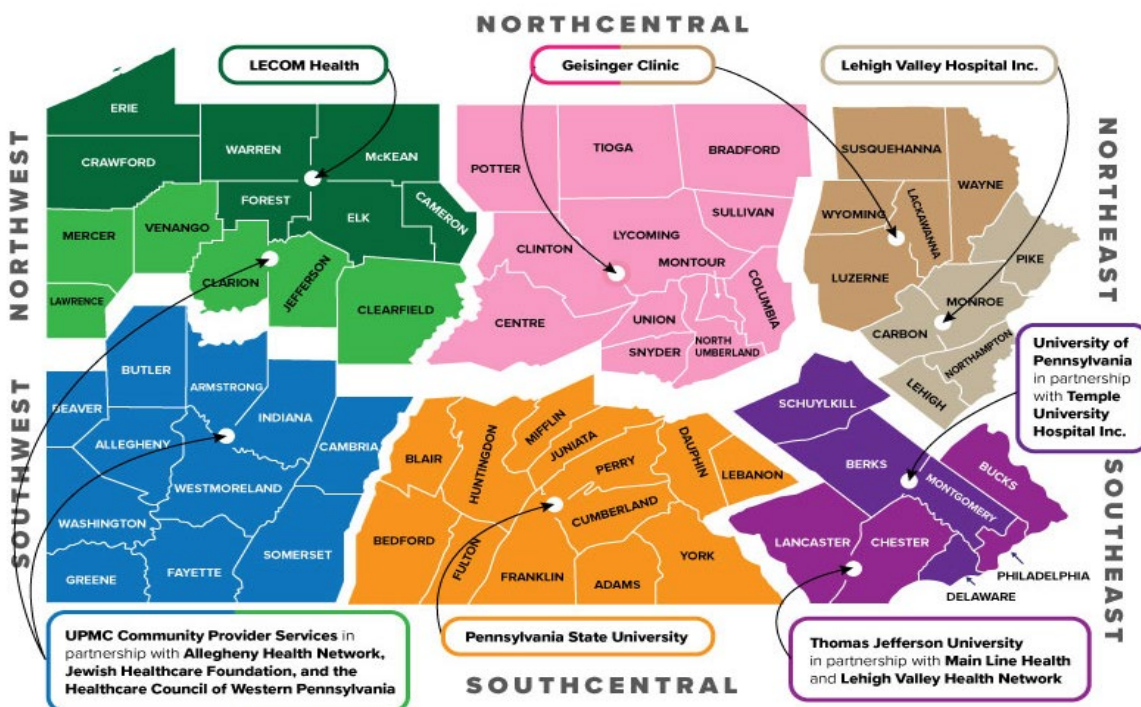 NORTHCENTRAL
LECOM Health
Geisinger Clinic
Lehigh Valley Hospital Inc.
NORTHWEST
ERIE
CRAWFORD
WARREN
McKEAN
FOREST
ELK
CAMERON
MERCER
VENANGO
CLARION
JEFFERSON
CLEARFIELD
LAWRENCE
POTTER
TIOGA
BRADFORD
SULLIVAN
CLINTON
LYCOMING
MONTOUR
COLUMBIA
CENTRE
UNION
SNYDER
NORTH
UMBERLAND
NORTHEAST
SUSQUEHANNA
WAYNE
WYOMING
LACKAWANNA
LUZERNE
PIKE
MONROE
CARBON
NORTHAMPTON
LEHIGH
SOUTHWEST
BUTLER
ARMSTRONG
BEAVER
INDIANA
ALLEGHENY
CAMBRIA
WESTMORELAND
WASHINGTON
SOMERSET
GREENE
FAYETTE
BLAIR
HUNTINGDON
MIFFLIN
JUNIATA
PERRY
DAUPHIN
LEBANON
CUMBERLAND
BEDFORD
FULTON
FRANKLIN
ADAMS
YORK
University of
Pennsylvania
in partnership
with Temple
University
Hospital Inc.
SOUTHEAST
SCHUYLKILL
BERKS
MONTGOMERY
BUCKS
LANCASTER
CHESTER
PHILADELPHIA
DELAWARE
UPMC Community Provider Services in
partnership with Allegheny Health Network,
Jewish Healthcare Foundation, and the
Healthcare Council of Western Pennsylvania
Pennsylvania State University
Thomas Jefferson University
in partnership with Main Line Health
and Lehigh Valley Health Network
SOUTHCENTRAL